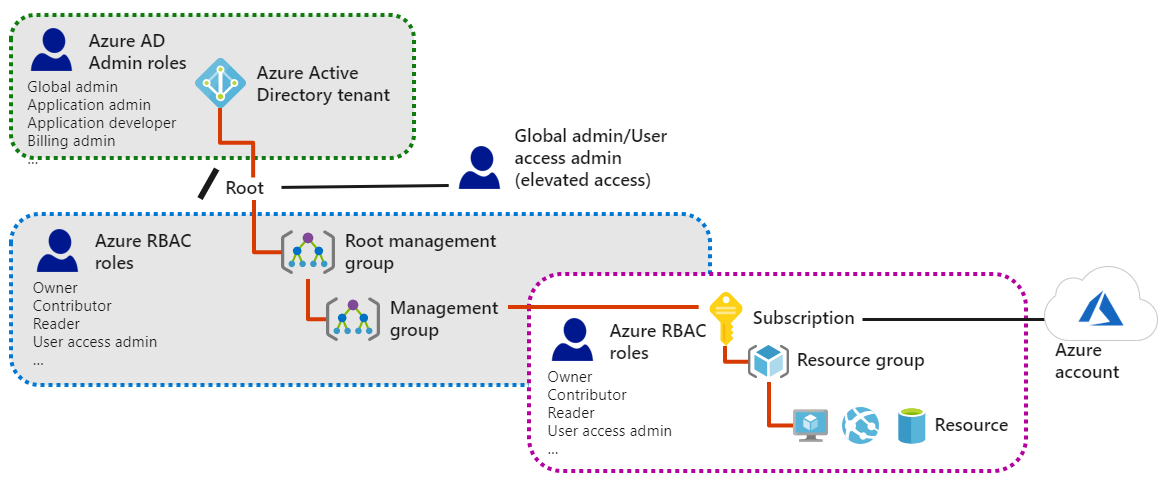 Azure AD
Admin roles
Global admin
Application admin
Application developer
Billing admin
...
Azure Active
Directory tenant
Global admin/User
access admin
(elevated access)
Root
Azure RBAC
roles
Owner
Contributor
Reader
User access admin
...
Root management
group
Management
group
Azure RBAC
roles
Owner
Contributor
Reader
User access admin
...
Subscription
Resource group
Resource
Azure
account